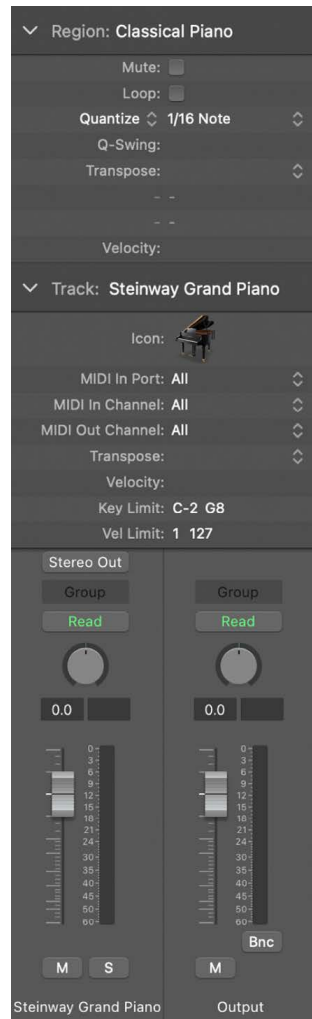 Region: Classical Piano
Mute:
Loop:
Quantize 1/16 Note
Q-Swing:
Transpose:
- -
- -
Velocity:
Track: Steinway Grand Piano
Icon:
MIDI In Port: All
MIDI In Channel: All
MIDI Out Channel: All
Transpose:
Velocity:
Key Limit: C-2 G8
Vel Limit: 1 127
Stereo Out
Group Group
Read Read
0.0 0.0
0 0
3 3
6 6
9 9
12 12
15 15
18 18
21 21
24 24
30 30
35 35
40 40
45 45
50 50
60 60
Bnc
M S M
Steinway Grand Piano Output